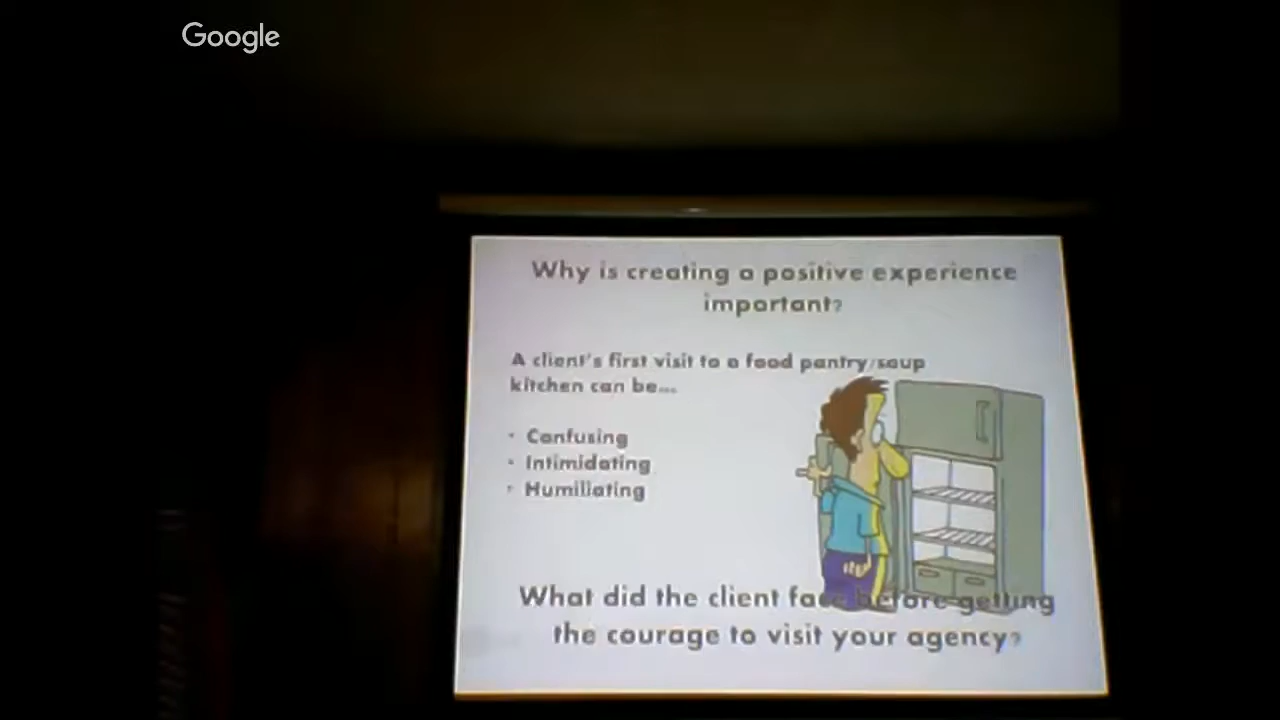 Google
Why is creating a positive experience
important?
A client's first visit to a food pantry/soup
kitchen can be...
• Confusing
• Intimidating
• Humiliating
What did the client face before getting
the courage to visit your agency?